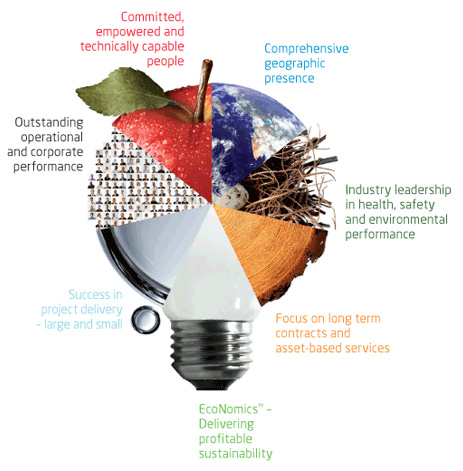 Committed,
empowered and
technically capable
people
Comprehensive
geographic
presence
Outstanding
operational
and corporate
performance
Industry leadership
in health, safety
and environmental
performance
Success in
project delivery
– large and small
Focus on long term
contracts and
asset-based services
EcoNomics™ –
Delivering
profitable
sustainability